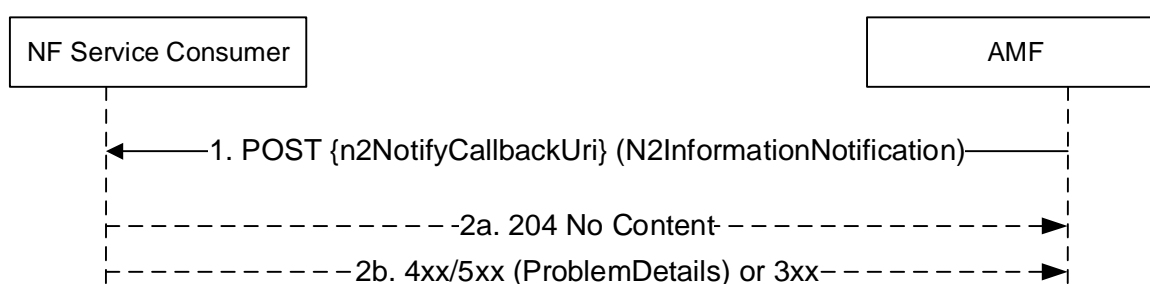 NF Service Consumer
AMF
1. POST {n2NotifyCallbackUri} (N2InformationNotification)
2a. 204 No Content
2b. 4xx/5xx (ProblemDetails) or 3xx